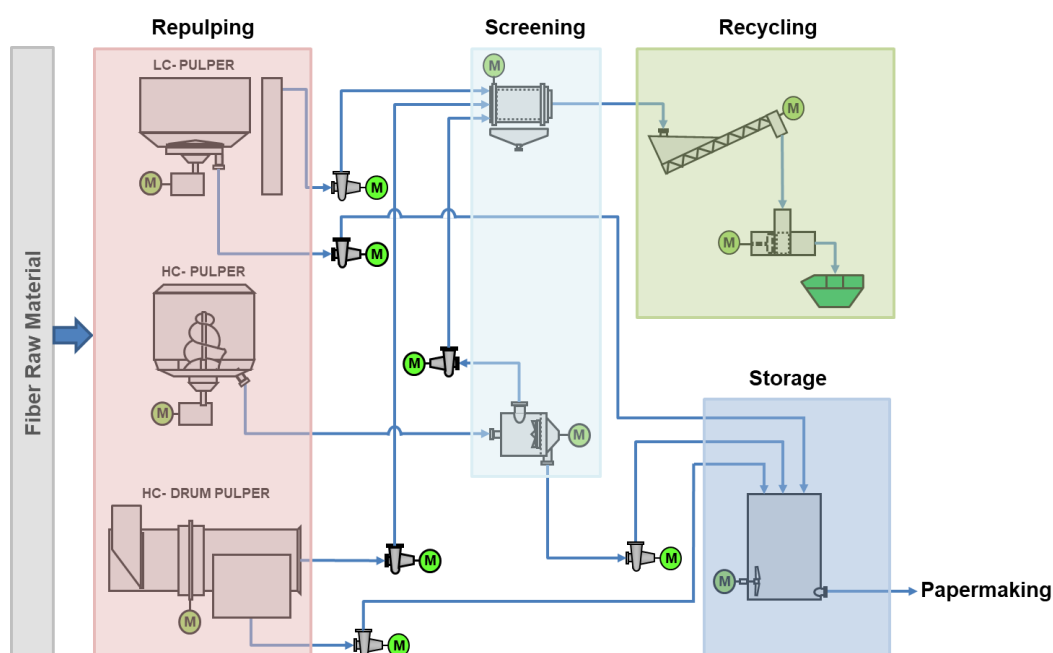 Repulping
Screening
Recycling
LC- PULPER
M
M
M
M
M
M
M
HC- PULPER
Fiber Raw Material
M
M
M
Storage
HC- DRUM PULPER
M
M
M
M
M
Papermaking